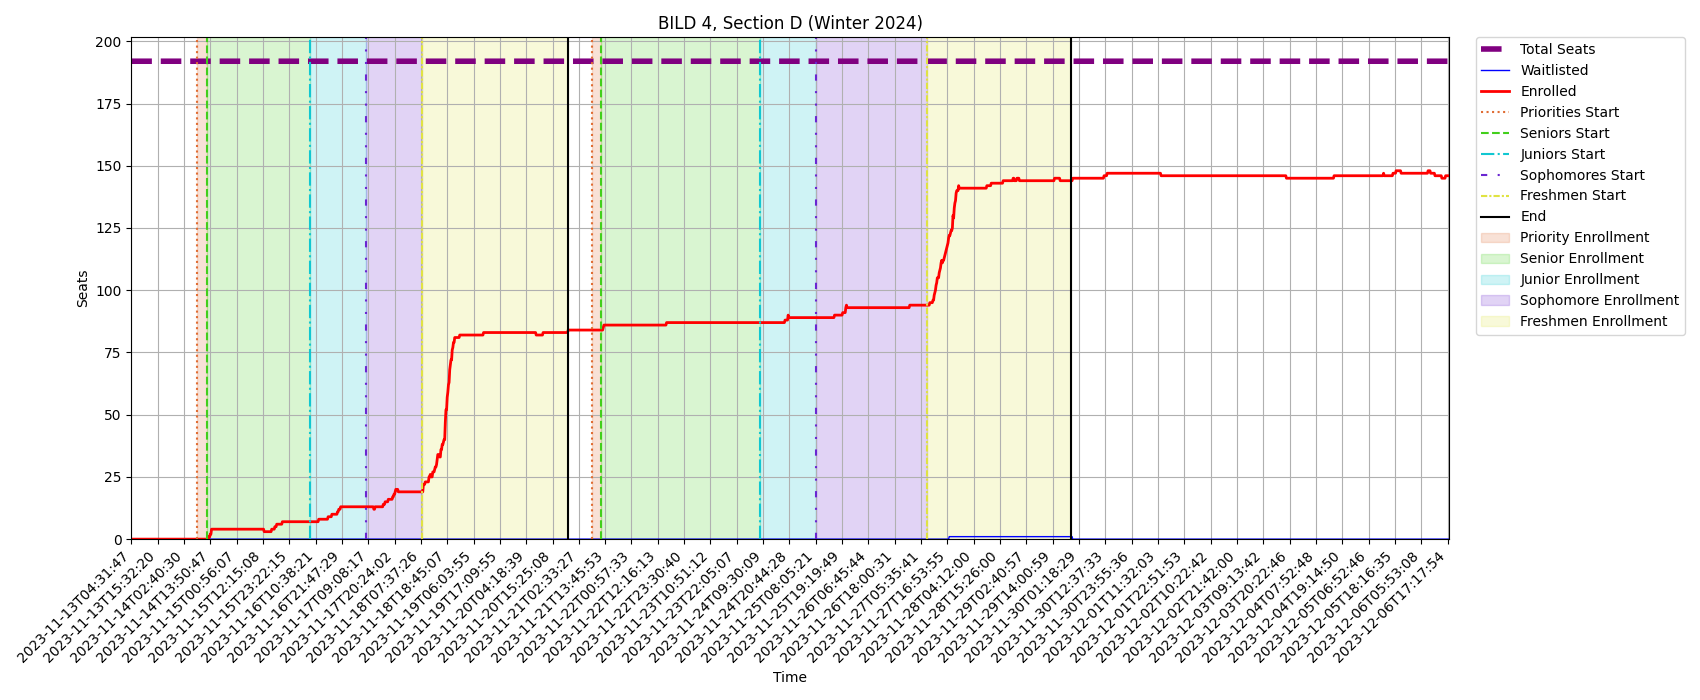 BILD 4, Section D (Winter 2024)
200
175
150
125
100
75
50
25
0
Seats
2023-11-13T04:31:47
2023-11-13T15:32:20
2023-11-14T02:40:30
2023-11-14T13:50:47
2023-11-15T00:56:07
2023-11-15T12:15:08
2023-11-15T23:22:15
2023-11-16T10:38:21
2023-11-16T21:47:29
2023-11-17T09:08:17
2023-11-17T20:24:02
2023-11-18T07:37:26
2023-11-18T18:45:07
2023-11-19T06:03:55
2023-11-19T17:09:55
2023-11-20T04:18:39
2023-11-20T15:25:08
2023-11-21T02:33:27
2023-11-21T13:45:53
2023-11-22T00:57:33
2023-11-22T12:16:13
2023-11-22T23:30:40
2023-11-23T10:51:12
2023-11-23T22:05:07
2023-11-24T09:30:09
2023-11-24T20:44:28
2023-11-25T08:05:21
2023-11-25T19:19:49
2023-11-26T06:45:44
2023-11-26T18:00:31
2023-11-27T05:35:41
2023-11-27T16:53:55
2023-11-28T04:12:00
2023-11-28T15:26:00
2023-11-29T02:40:57
2023-11-29T14:00:59
2023-11-30T01:18:29
2023-11-30T12:37:33
2023-11-30T23:55:36
2023-12-01T11:32:03
2023-12-01T22:51:53
2023-12-02T10:22:42
2023-12-02T21:42:00
2023-12-03T09:13:42
2023-12-03T20:22:46
2023-12-04T07:52:48
2023-12-04T19:14:50
2023-12-05T06:52:46
2023-12-05T18:16:35
2023-12-06T05:53:08
2023-12-06T17:17:54
Time
Total Seats
Waitlisted
Enrolled
Priorities Start
Seniors Start
Juniors Start
Sophomores Start
Freshmen Start
End
Priority Enrollment
Senior Enrollment
Junior Enrollment
Sophomore Enrollment
Freshmen Enrollment